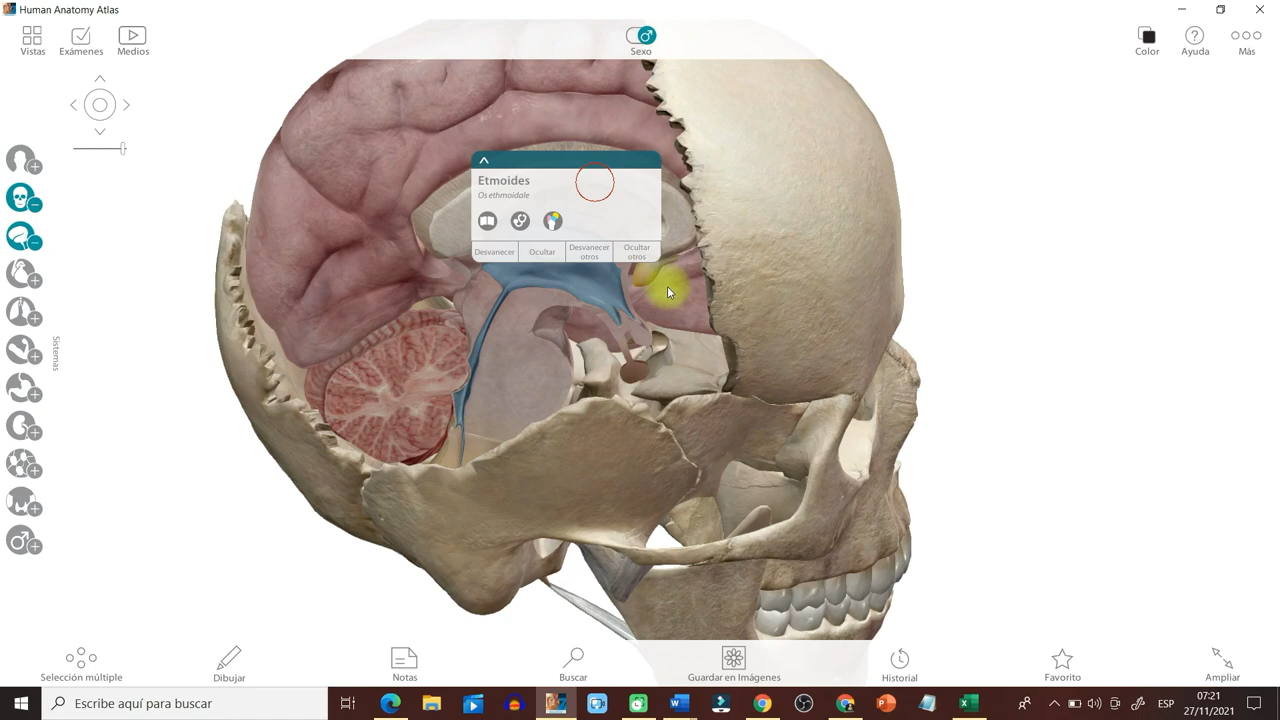 Human Anatomy Atlas
Vistas
Exámenes
Medios
Sexo
Color
Ayuda
Más
Etmoides
Os ethmoidale
Desvanecer
Ocultar
Desvanecer
otros
Ocultar
otros
Sistemas
Selección múltiple
Dibujar
Notas
Buscar
Guardar en Imágenes
Historial
Favorito
Ampliar
Escribe aquí para buscar
ESP
07:21
27/11/2021